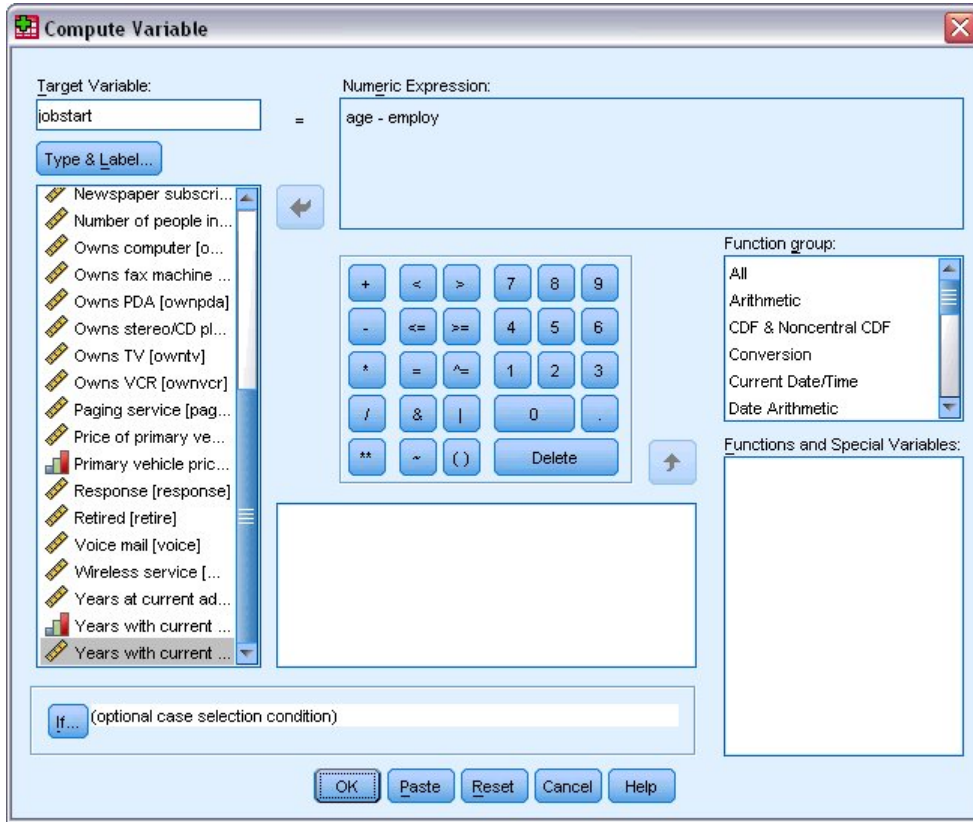 Compute Variable
Target Variable:
jobstart
=
Numeric Expression:
age - employ
Type & Label...
Newspaper subscri...
Number of people in...
Owns computer [o...
Owns fax machine ...
Owns PDA [ownpda]
Owns stereo/CD pl...
Owns TV [owntv]
Owns VCR [ownvcr]
Paging service [pag...
Price of primary ve...
Primary vehicle pric...
Response [response]
Retired [retire]
Voice mail [voice]
Wireless service [...
Years at current ad...
Years with current ...
Years with current ...
+ < > 7 8 9
- <= >= 4 5 6
* = ^= 1 2 3
/ & | 0 .
** ~ ( ) Delete
Function group:
All
Arithmetic
CDF & Noncentral CDF
Conversion
Current Date/Time
Date Arithmetic
Functions and Special Variables:
If... (optional case selection condition)
OK Paste Reset Cancel Help